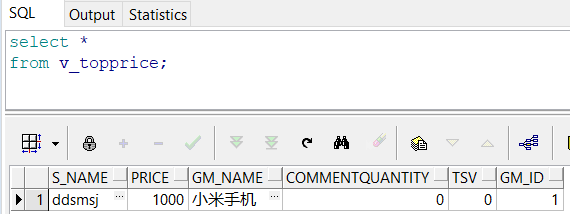 SQL Output Statistics
select *
from v_topprice;
S_NAME PRICE GM_NAME COMMENTQUANTITY TSV GM_ID
1 ddsmsj ... 1000 小米手机 ... 0 0 1